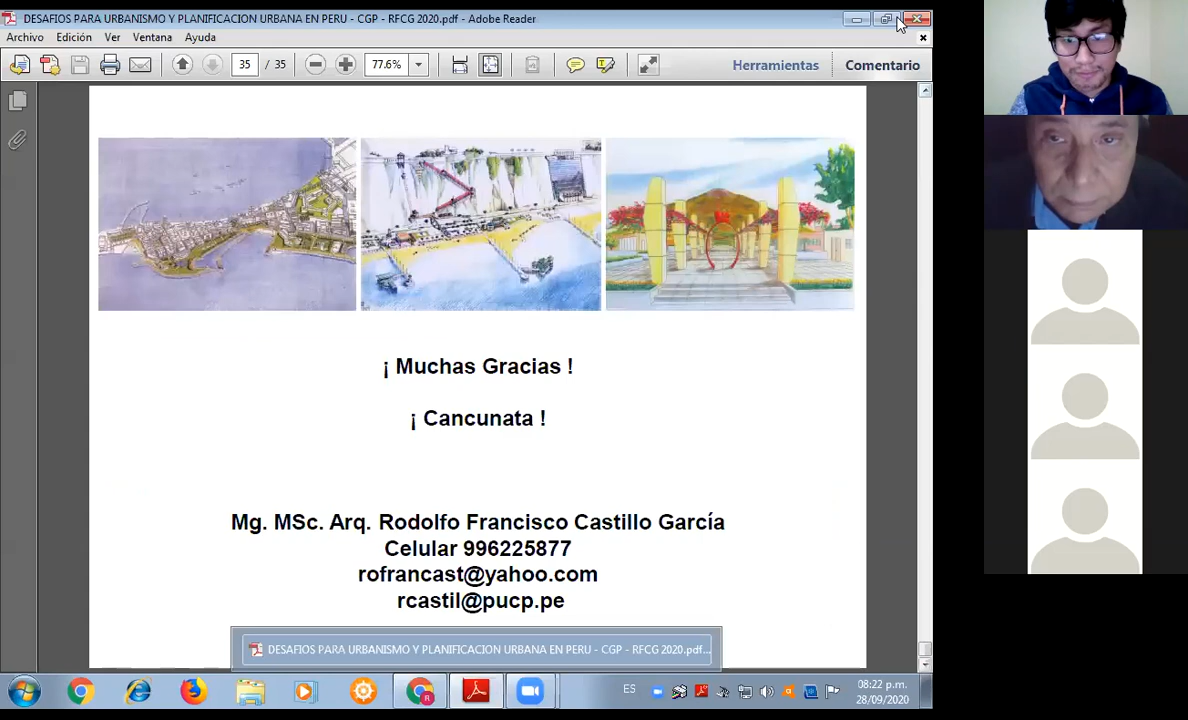 DESAFIOS PARA URBANISMO Y PLANIFICACION URBANA EN PERU - CGP - RFCG 2020.pdf - Adobe Reader
Archivo Edición Ver Ventana Ayuda
35 / 35 77.6% Herramientas Comentario
¡ Muchas Gracias !
¡ Cancunata !
Mg. MSc. Arq. Rodolfo Francisco Castillo García
Celular 996225877
rofrancast@yahoo.com
rcastil@pucp.pe
DESAFIOS PARA URBANISMO Y PLANIFICACION URBANA EN PERU - CGP - RFCG 2020.pdf...
ES
08:22 p.m.
28/09/2020